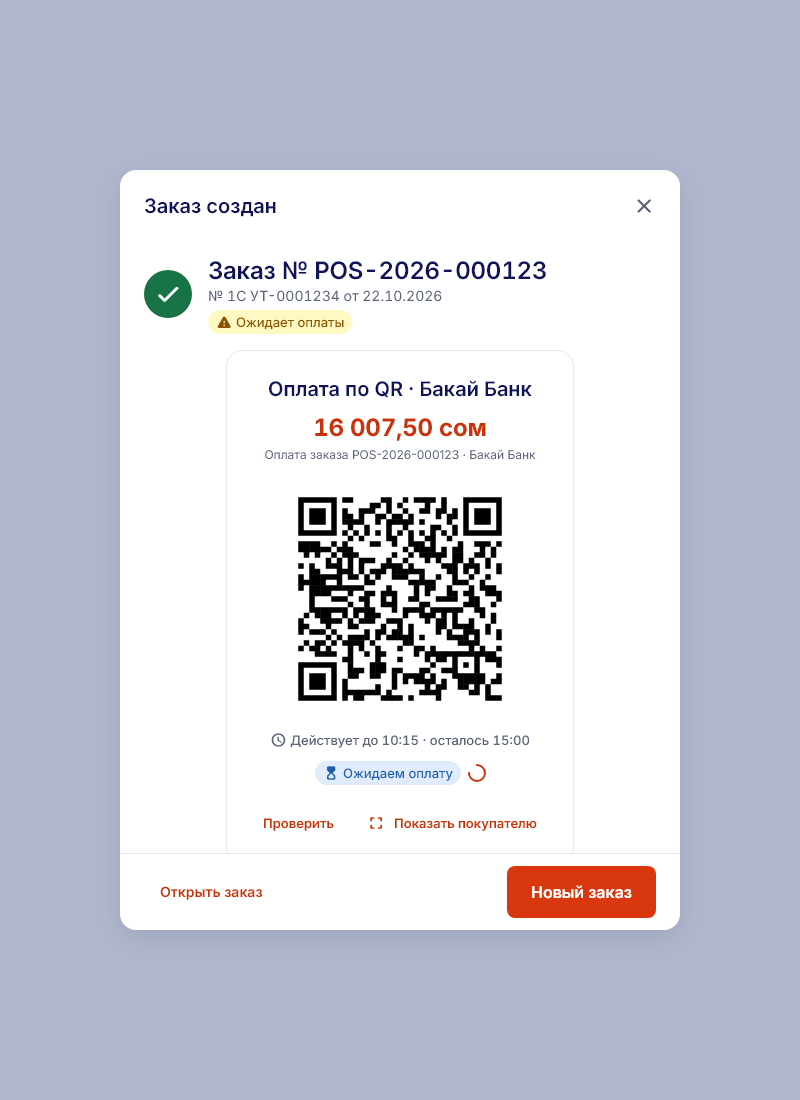 Заказ создан
Заказ № POS-2026-000123
№ 1С УТ-0001234 от 22.10.2026
Ожидает оплаты
Оплата по QR · Бакай Банк
16 007,50 сом
Оплата заказа POS-2026-000123 · Бакай Банк
Действует до 10:15 · осталось 15:00
Ожидаем оплату
Проверить
Показать покупателю
Открыть заказ
Новый заказ